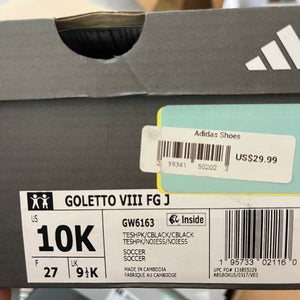 Adidas Shoes
US$29.99
19341 50202 3
GOLETTO VIII FG J
US
10K
F
27
UK
9½K
GW6163
Inside
TESHPK/CBLACK/CBLACK
TESHPK/NOIESS/NOIESS
SOCCER
SOCCER
MADE IN CAMBODIA
FABRIQUÉ AU CAMBODGE
1 95733 02116 0